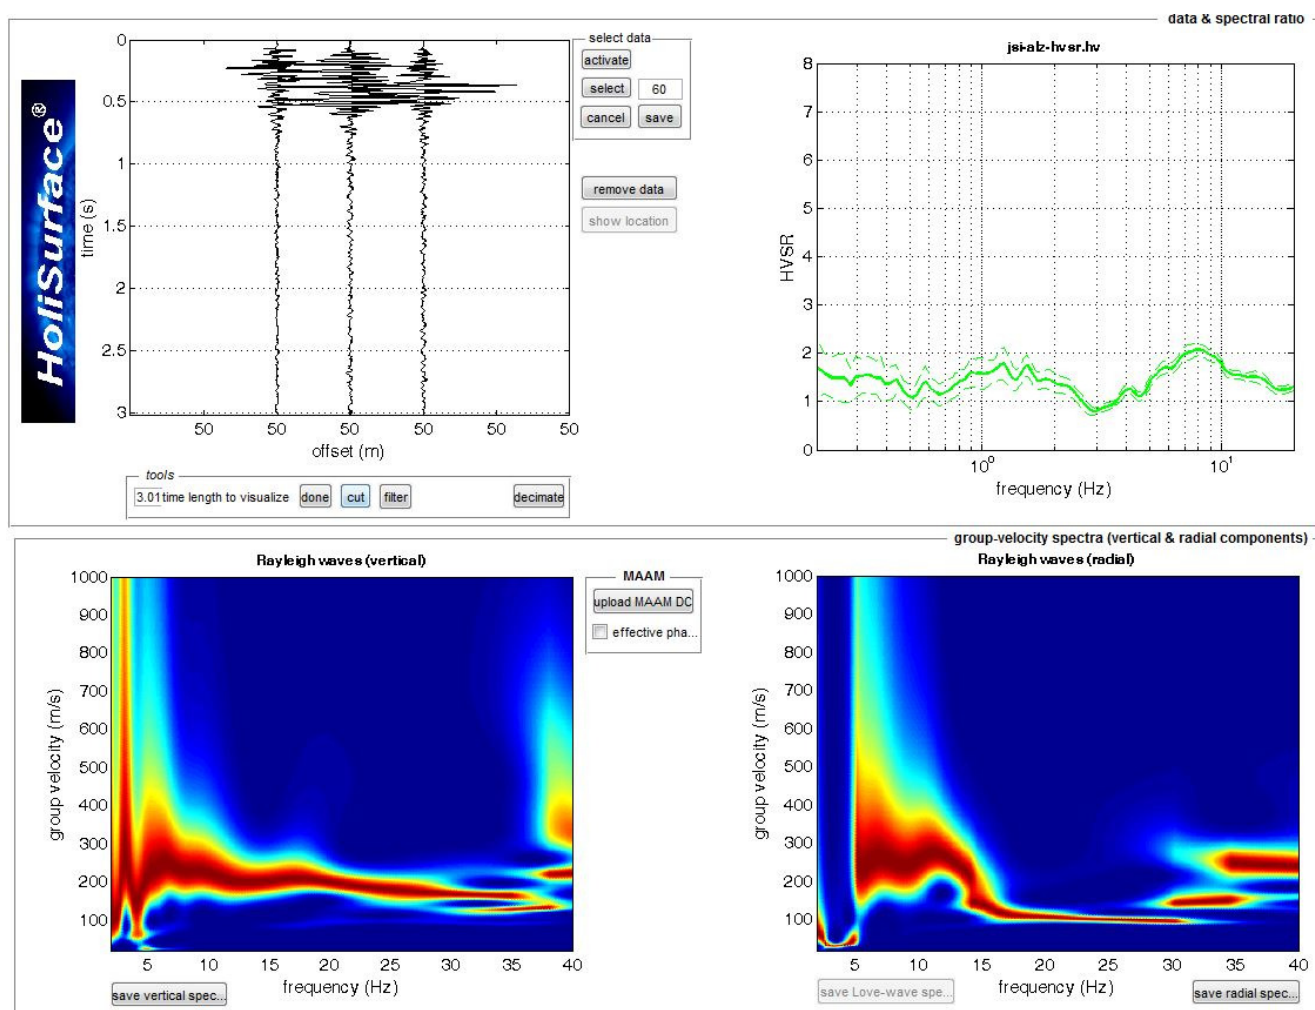 data & spectral ratio
HoliSurface®
0
0.5
1
1.5
2
2.5
3
time (s)
50 50 50 50 50 50
offset (m)
select data
activate
select 60
cancel save
remove data
show location
tools
3.01 time length to visualize done cut filter decimate
jsi-alz-hvsr.hv
8
7
6
5
4
3
2
1
0
HVSR
10⁰ 10¹
frequency (Hz)
group-velocity spectra (vertical & radial components)
Rayleigh waves (vertical)
1000
900
800
700
600
500
400
300
200
100
group velocity (m/s)
5 10 15 20 25 30 35 40
frequency (Hz)
save vertical spec...
MAAM
upload MAAM DC
effective pha...
Rayleigh waves (radial)
1000
900
800
700
600
500
400
300
200
100
group velocity (m/s)
5 10 15 20 25 30 35 40
frequency (Hz)
save Love-wave spe...
save radial spec...